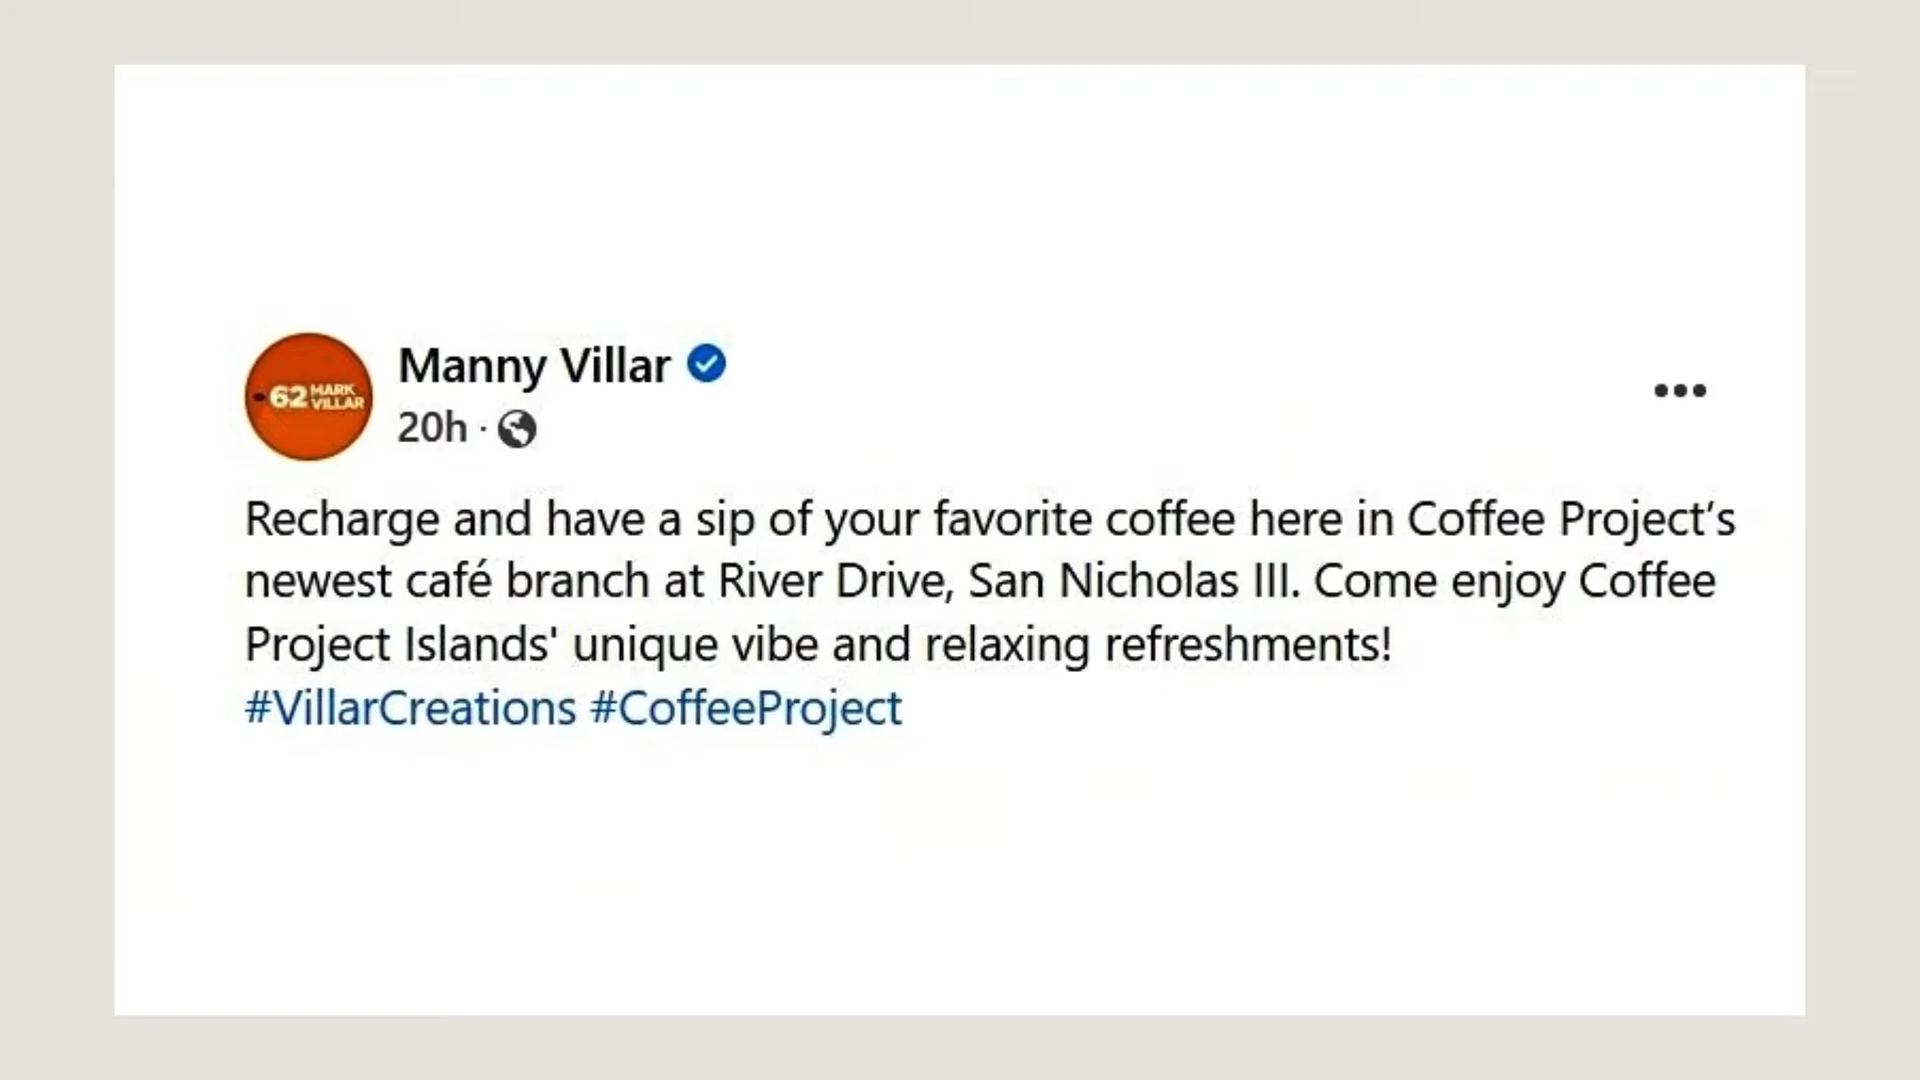 62 MARK VILLAR
Manny Villar
20h ·
Recharge and have a sip of your favorite coffee here in Coffee Project’s
newest café branch at River Drive, San Nicholas III. Come enjoy Coffee
Project Islands' unique vibe and relaxing refreshments!
#VillarCreations #CoffeeProject